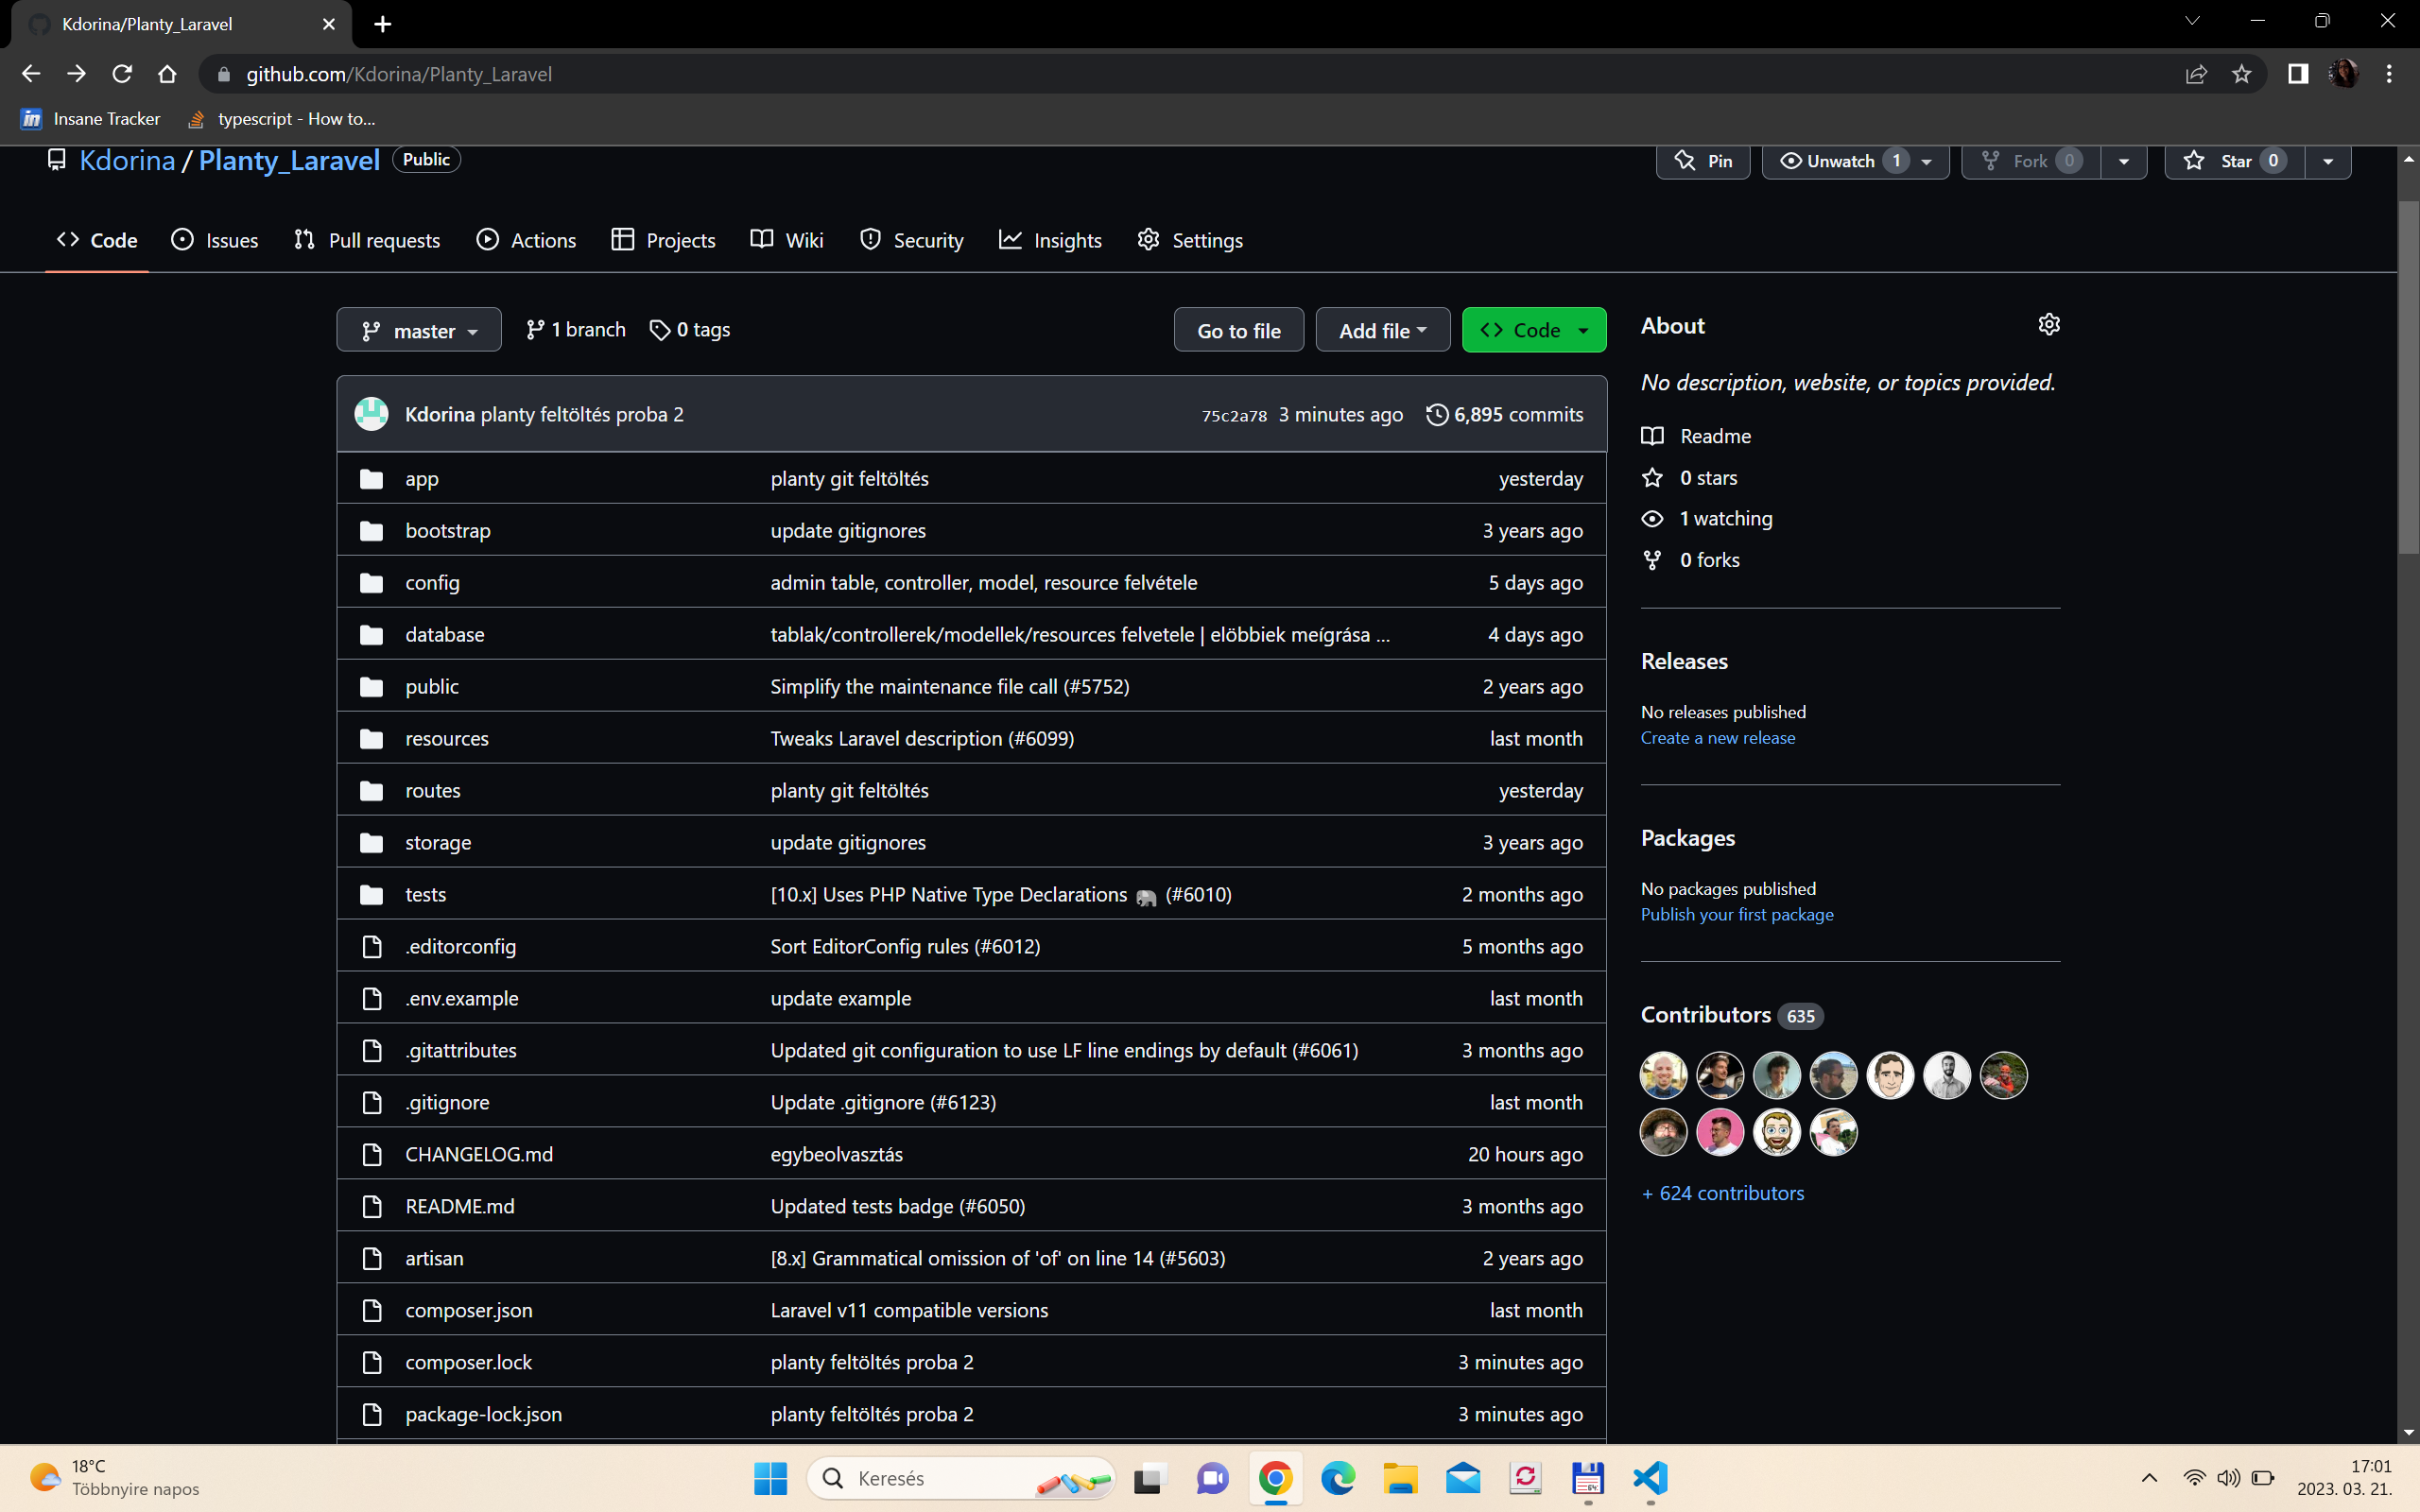 Kdorina/Planty_Laravel
github.com/Kdorina/Planty_Laravel
Insane Tracker typescript - How to...
Kdorina / Planty_Laravel Public Pin Unwatch 1 Fork 0 Star 0
Code Issues Pull requests Actions Projects Wiki Security Insights Settings
master 1 branch 0 tags Go to file Add file Code
Kdorina planty feltöltés proba 2 75c2a78 3 minutes ago 6,895 commits
app planty git feltöltés yesterday
bootstrap update gitignores 3 years ago
config admin table, controller, model, resource felvétele 5 days ago
database tablak/controllerek/modellek/resources felvetele | elöbbiek meígrása ... 4 days ago
public Simplify the maintenance file call (#5752) 2 years ago
resources Tweaks Laravel description (#6099) last month
routes planty git feltöltés yesterday
storage update gitignores 3 years ago
tests [10.x] Uses PHP Native Type Declarations 🐘 (#6010) 2 months ago
.editorconfig Sort EditorConfig rules (#6012) 5 months ago
.env.example update example last month
.gitattributes Updated git configuration to use LF line endings by default (#6061) 3 months ago
.gitignore Update .gitignore (#6123) last month
CHANGELOG.md egybeolvasztás 20 hours ago
README.md Updated tests badge (#6050) 3 months ago
artisan [8.x] Grammatical omission of 'of' on line 14 (#5603) 2 years ago
composer.json Laravel v11 compatible versions last month
composer.lock planty feltöltés proba 2 3 minutes ago
package-lock.json planty feltöltés proba 2 3 minutes ago
About
No description, website, or topics provided.
Readme
0 stars
1 watching
0 forks
Releases
No releases published
Create a new release
Packages
No packages published
Publish your first package
Contributors 635
+ 624 contributors
18°C
Többnyire napos
Keresés
17:01
2023. 03. 21.